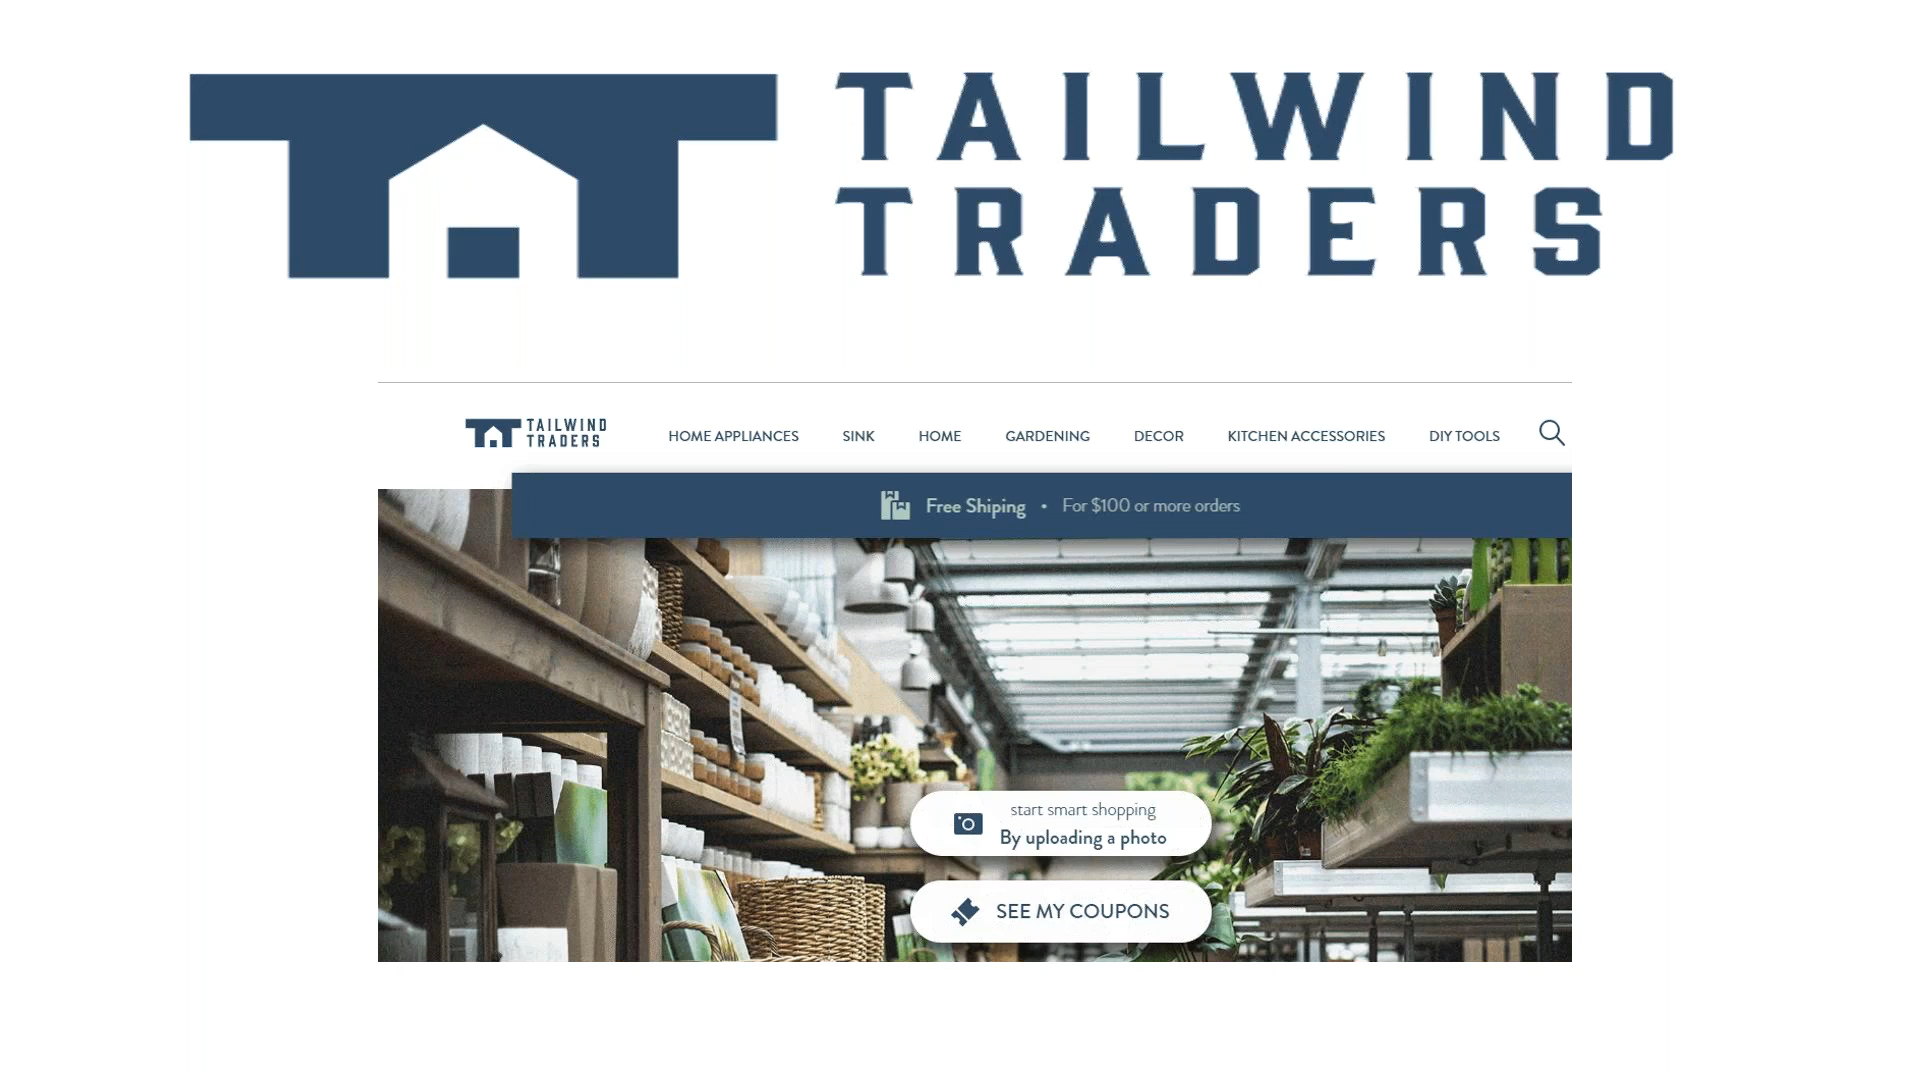 TAILWIND
TRADERS
TAILWIND
TRADERS
HOME APPLIANCES SINK HOME GARDENING DECOR KITCHEN ACCESSORIES DIY TOOLS
Free Shiping • For $100 or more orders
start smart shopping
By uploading a photo
SEE MY COUPONS